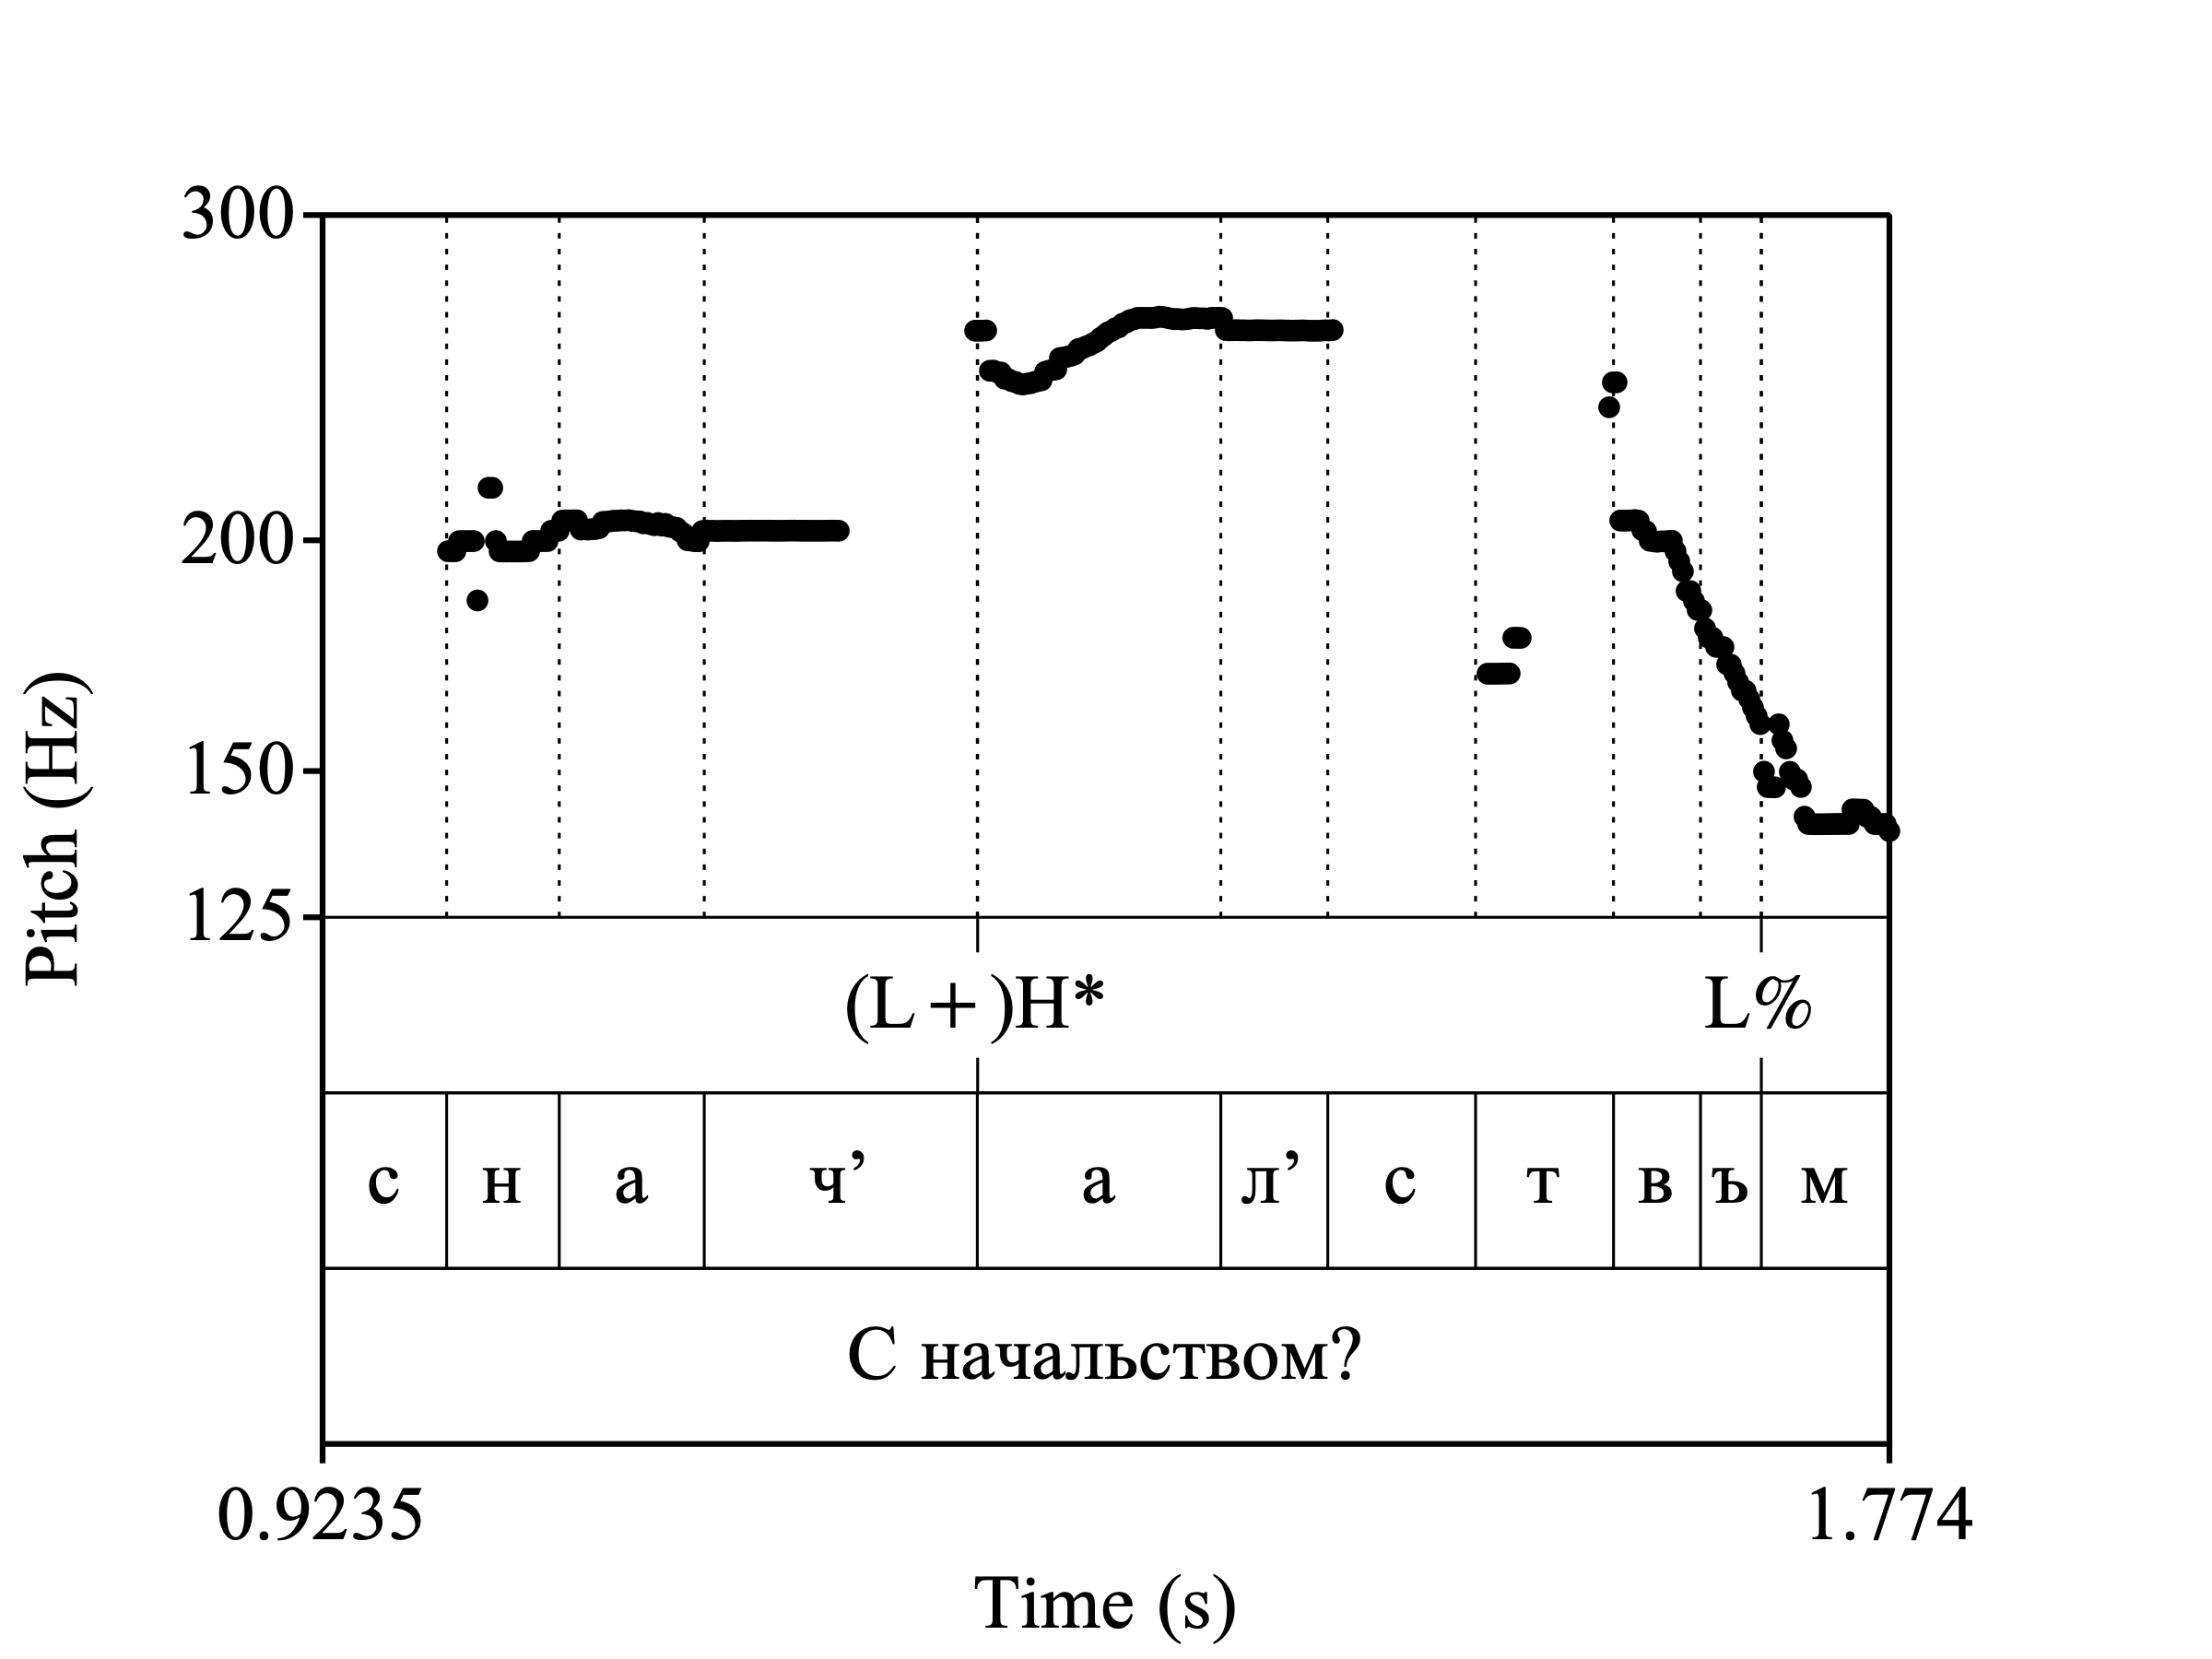 300
200
150
125
Pitch (Hz)
(L+)H* L%
с н а ч’ а л’ с т в ъ м
С начальством?
0.9235 1.774
Time (s)